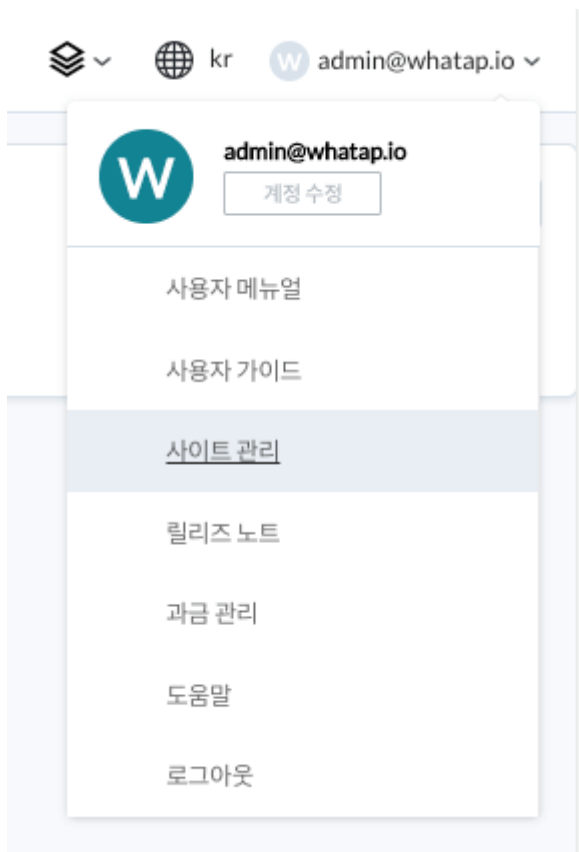 kr W admin@whatap.io
W admin@whatap.io
계정 수정
사용자 메뉴얼
사용자 가이드
사이트 관리
릴리즈 노트
과금 관리
도움말
로그아웃